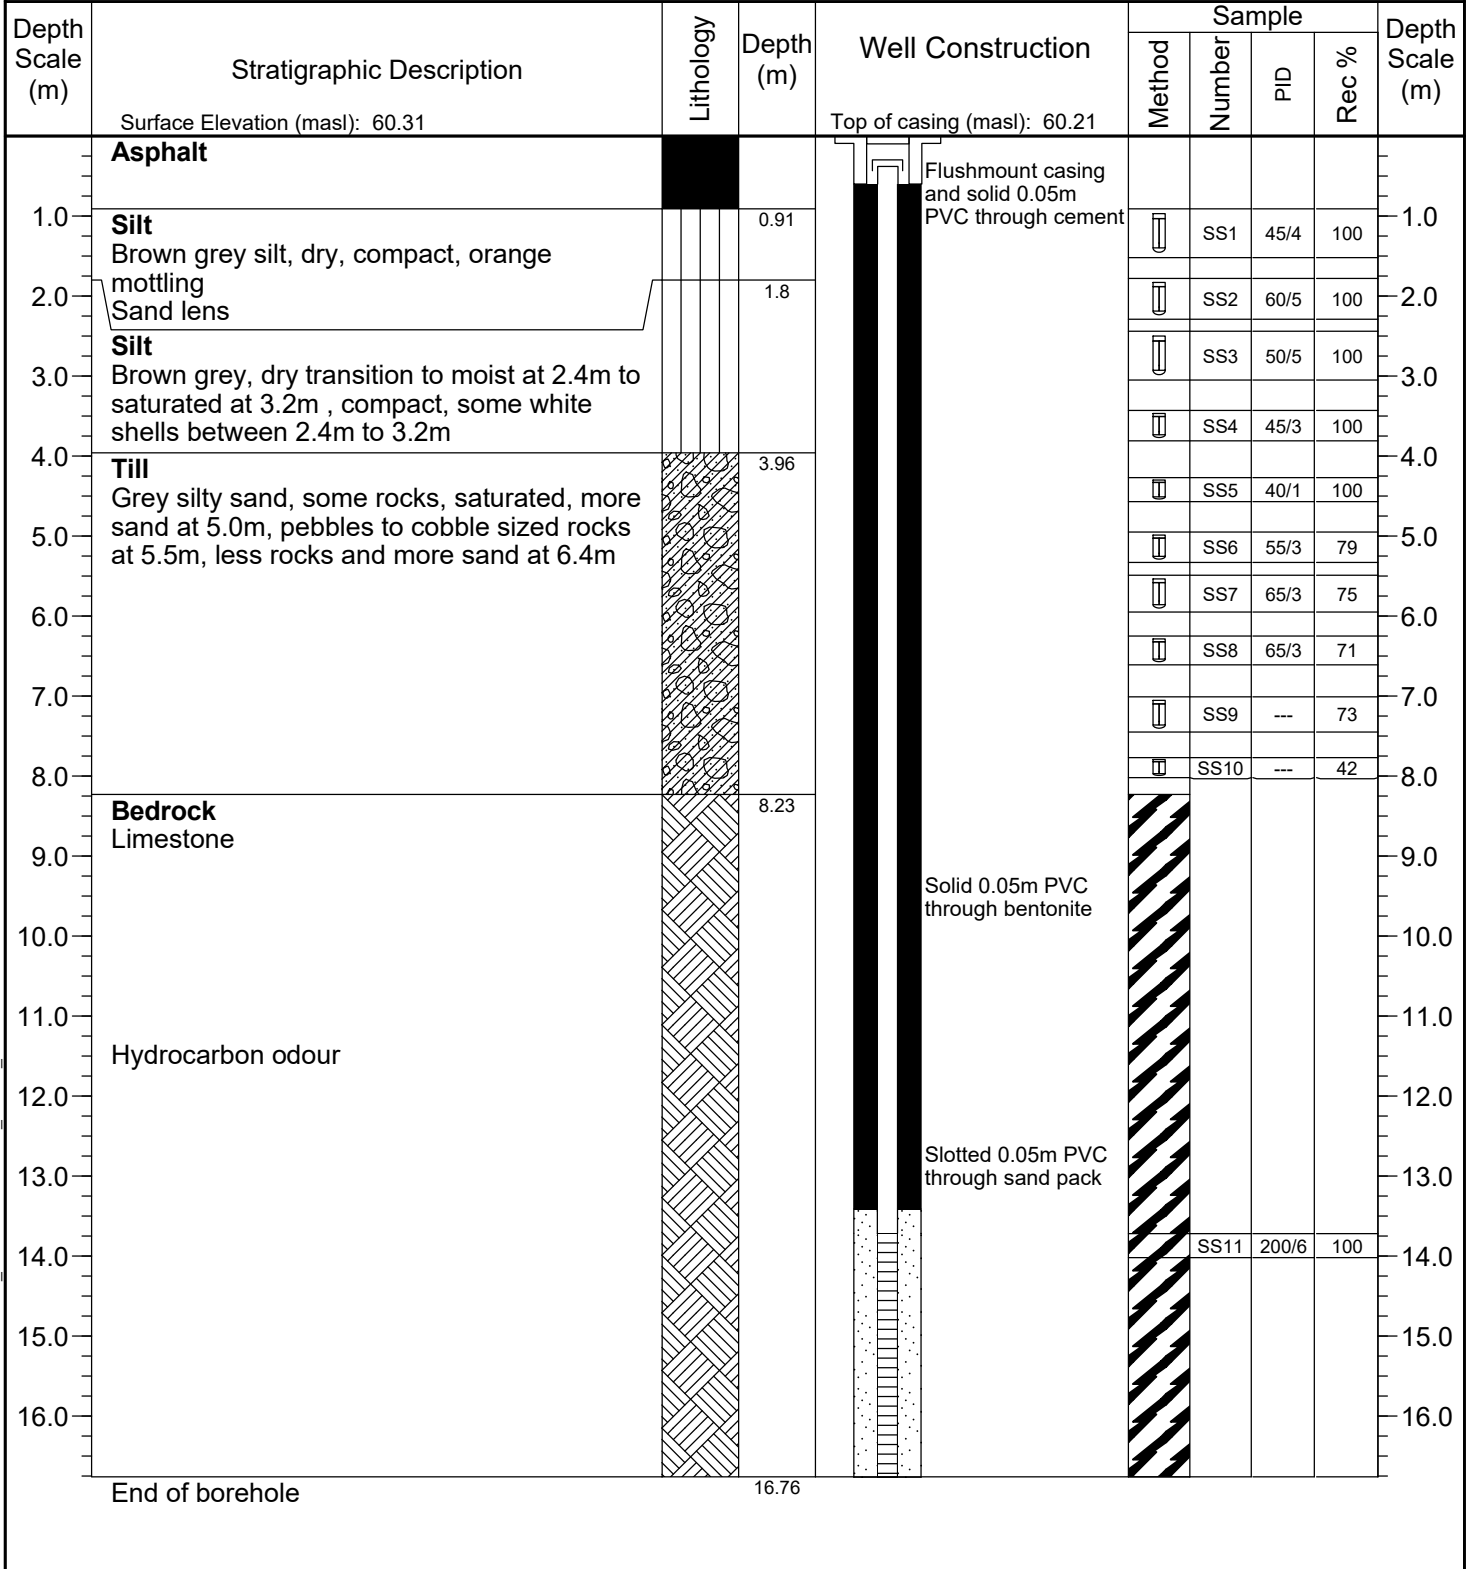 Depth
Scale
(m)
Stratigraphic Description
Surface Elevation (masl): 60.31
Lithology
Depth
(m)
Well Construction
Top of casing (masl): 60.21
Sample
Method
Number
PID
Rec %
Depth
Scale
(m)
Asphalt
Flushmount casing
and solid 0.05m
PVC through cement
1.0
Silt
0.91
Brown grey silt, dry, compact, orange
mottling
SS1 45/4 100
1.0
2.0
Sand lens
1.8
SS2 60/5 100
2.0
Silt
Brown grey, dry transition to moist at 2.4m to
saturated at 3.2m , compact, some white
shells between 2.4m to 3.2m
SS3 50/5 100
3.0
3.0
SS4 45/3 100
4.0
Till
3.96
Grey silty sand, some rocks, saturated, more
sand at 5.0m, pebbles to cobble sized rocks
at 5.5m, less rocks and more sand at 6.4m
4.0
SS5 40/1 100
5.0
SS6 55/3 79
5.0
SS7 65/3 75
6.0
6.0
SS8 65/3 71
7.0
7.0
SS9 --- 73
8.0
SS10 --- 42
8.0
Bedrock
8.23
Limestone
9.0
9.0
Solid 0.05m PVC
through bentonite
10.0
10.0
11.0
11.0
Hydrocarbon odour
12.0
12.0
Slotted 0.05m PVC
through sand pack
13.0
13.0
14.0
SS11 200/6 100
14.0
15.0
15.0
16.0
16.0
End of borehole
16.76